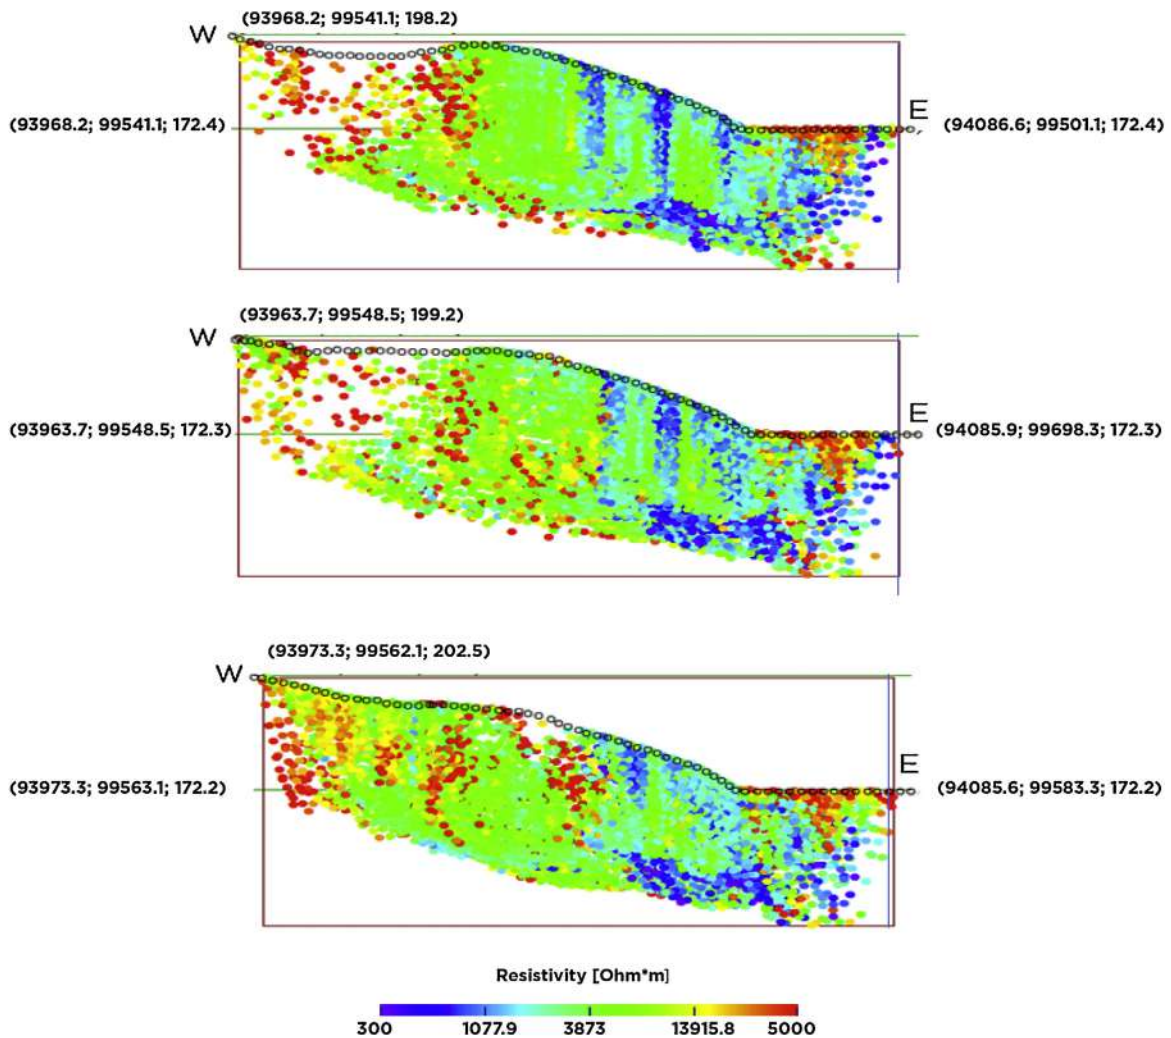 (93968.2; 99541.1; 198.2)
W
E
(93968.2; 99541.1; 172.4)
(94086.6; 99501.1; 172.4)
(93963.7; 99548.5; 199.2)
W
E
(93963.7; 99548.5; 172.3)
(94085.9; 99698.3; 172.3)
(93973.3; 99562.1; 202.5)
W
E
(93973.3; 99563.1; 172.2)
(94085.6; 99583.3; 172.2)
Resistivity [Ohm*m]
300 1077.9 3873 13915.8 5000